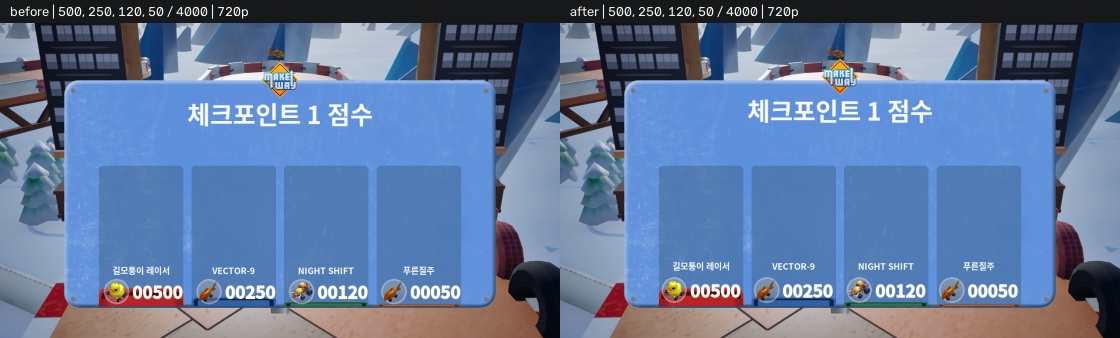 before | 500, 250, 120, 50 / 4000 | 720p
MAKE WAY
체크포인트 1 점수
길모퉁이 레이서
VECTOR-9
NIGHT SHIFT
푸른질주
00500
00250
00120
00050
after | 500, 250, 120, 50 / 4000 | 720p
MAKE WAY
체크포인트 1 점수
길모퉁이 레이서
VECTOR-9
NIGHT SHIFT
푸른질주
00500
00250
00120
00050